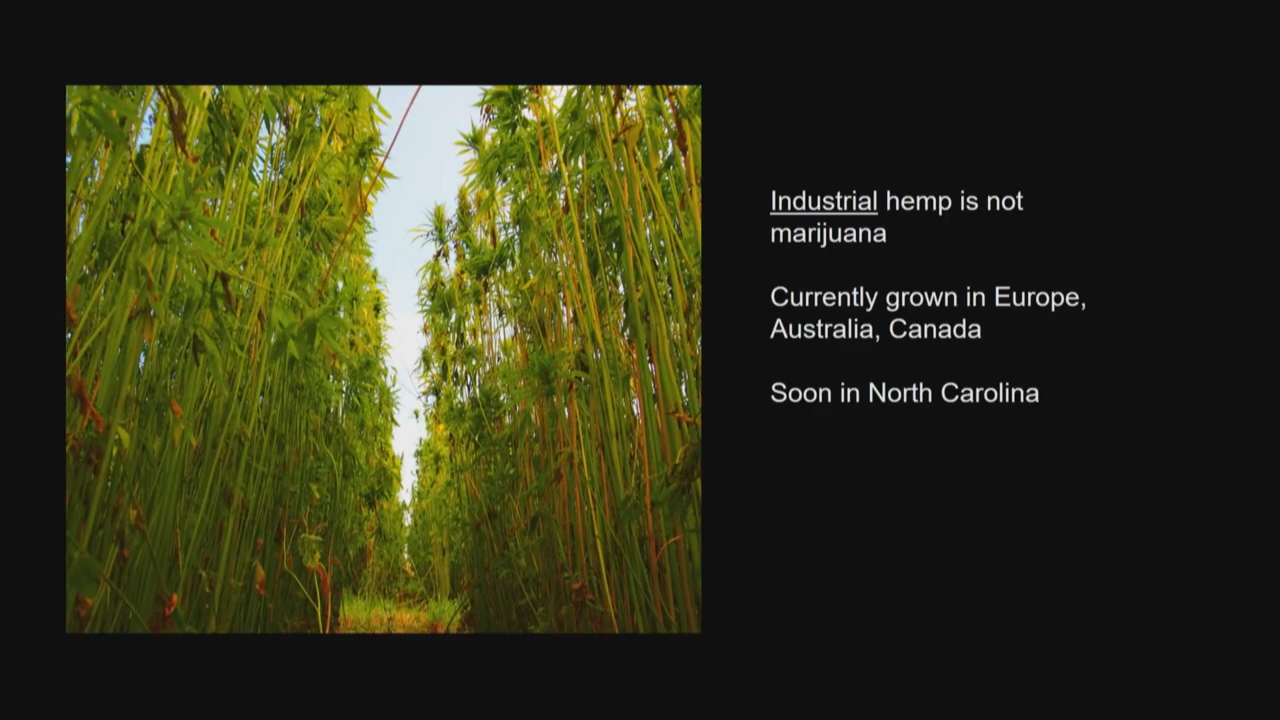 Industrial hemp is not
marijuana
Currently grown in Europe,
Australia, Canada
Soon in North Carolina